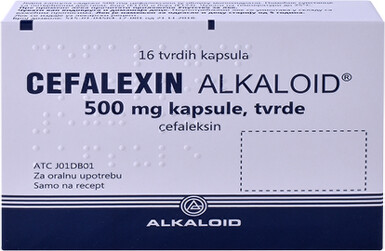 16 tvrdih kapsula
CEFALEXIN ALKALOID®
500 mg kapsule, tvrde
cefaleksin
ATC J01DB01
Za oralnu upotrebu
Samo na recept
ALKALOID